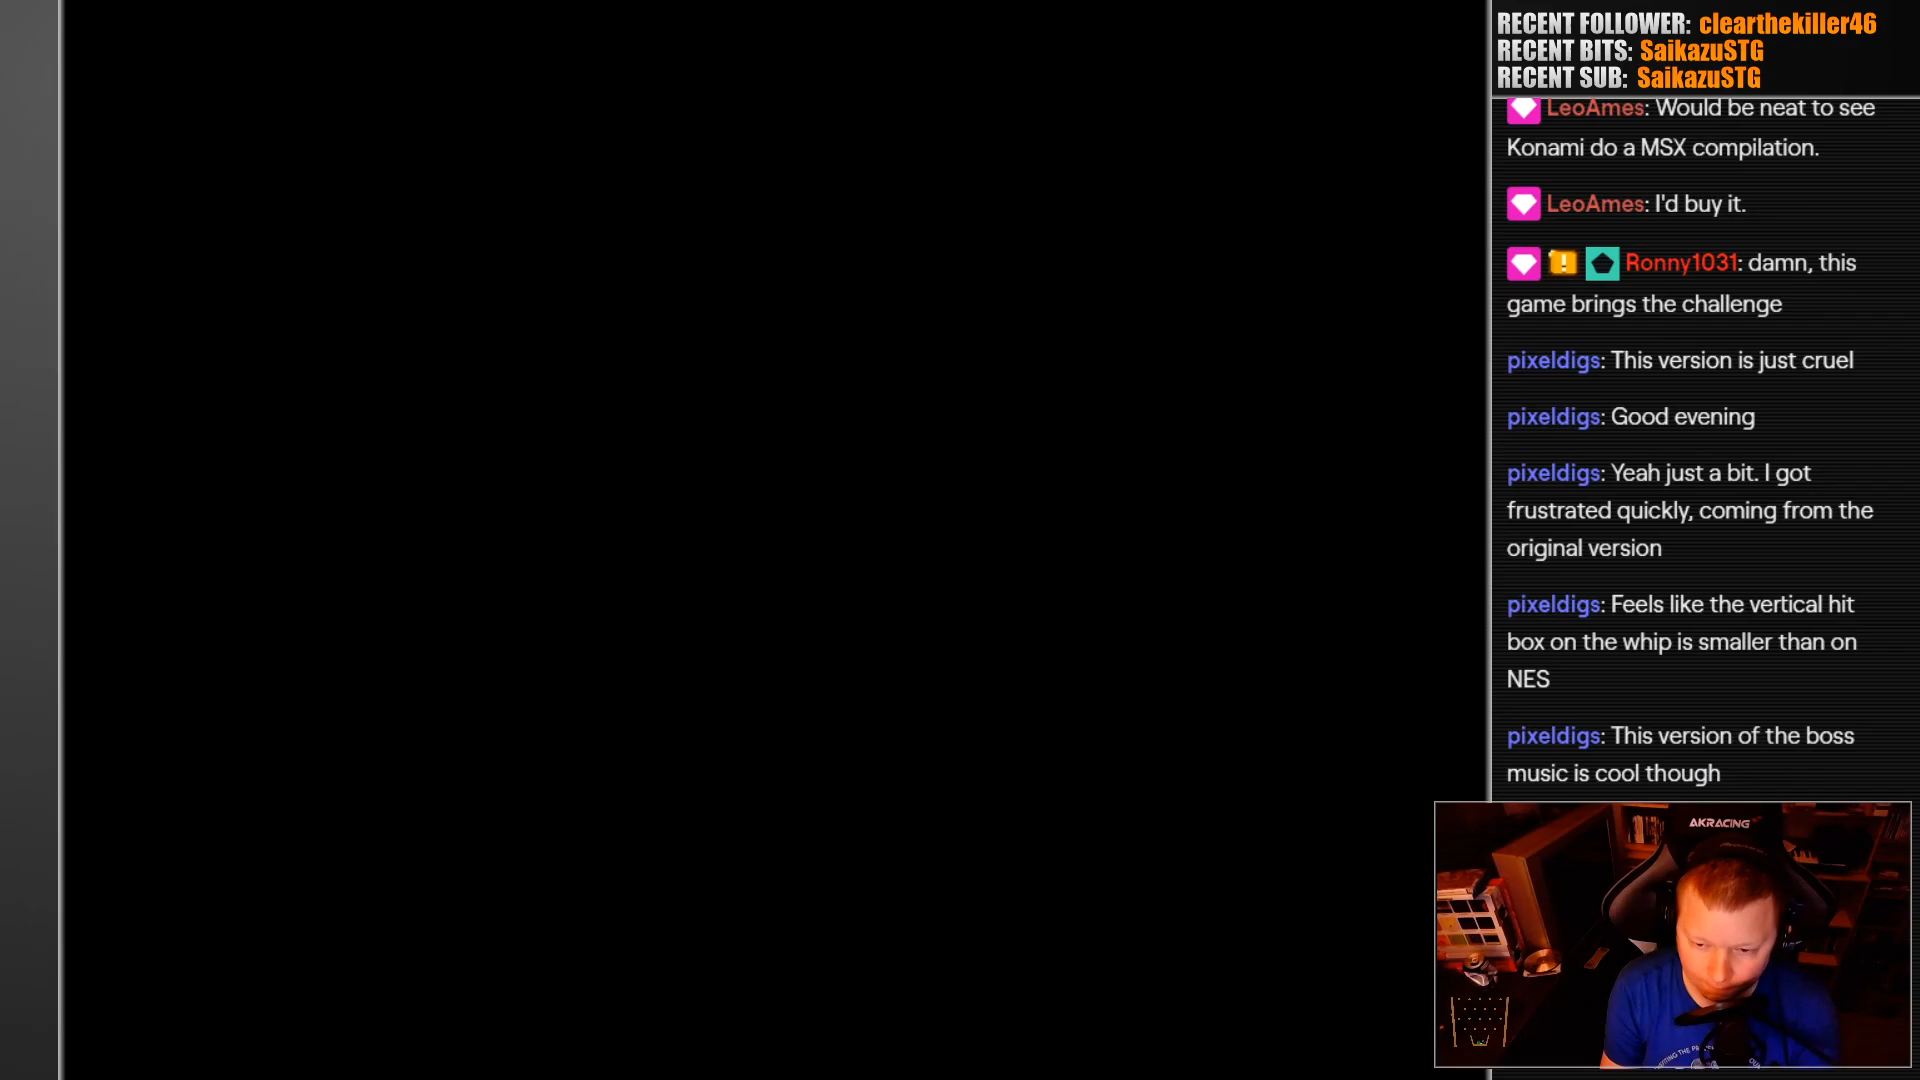 RECENT FOLLOWER: clearthekiller46
RECENT BITS: SaikazuSTG
RECENT SUB: SaikazuSTG
LeoAmes: Would be neat to see
Konami do a MSX compilation.
LeoAmes: I'd buy it.
Ronny1031: damn, this
game brings the challenge
pixeldigs: This version is just cruel
pixeldigs: Good evening
pixeldigs: Yeah just a bit. I got
frustrated quickly, coming from the
original version
pixeldigs: Feels like the vertical hit
box on the whip is smaller than on
NES
pixeldigs: This version of the boss
music is cool though
AKRACING